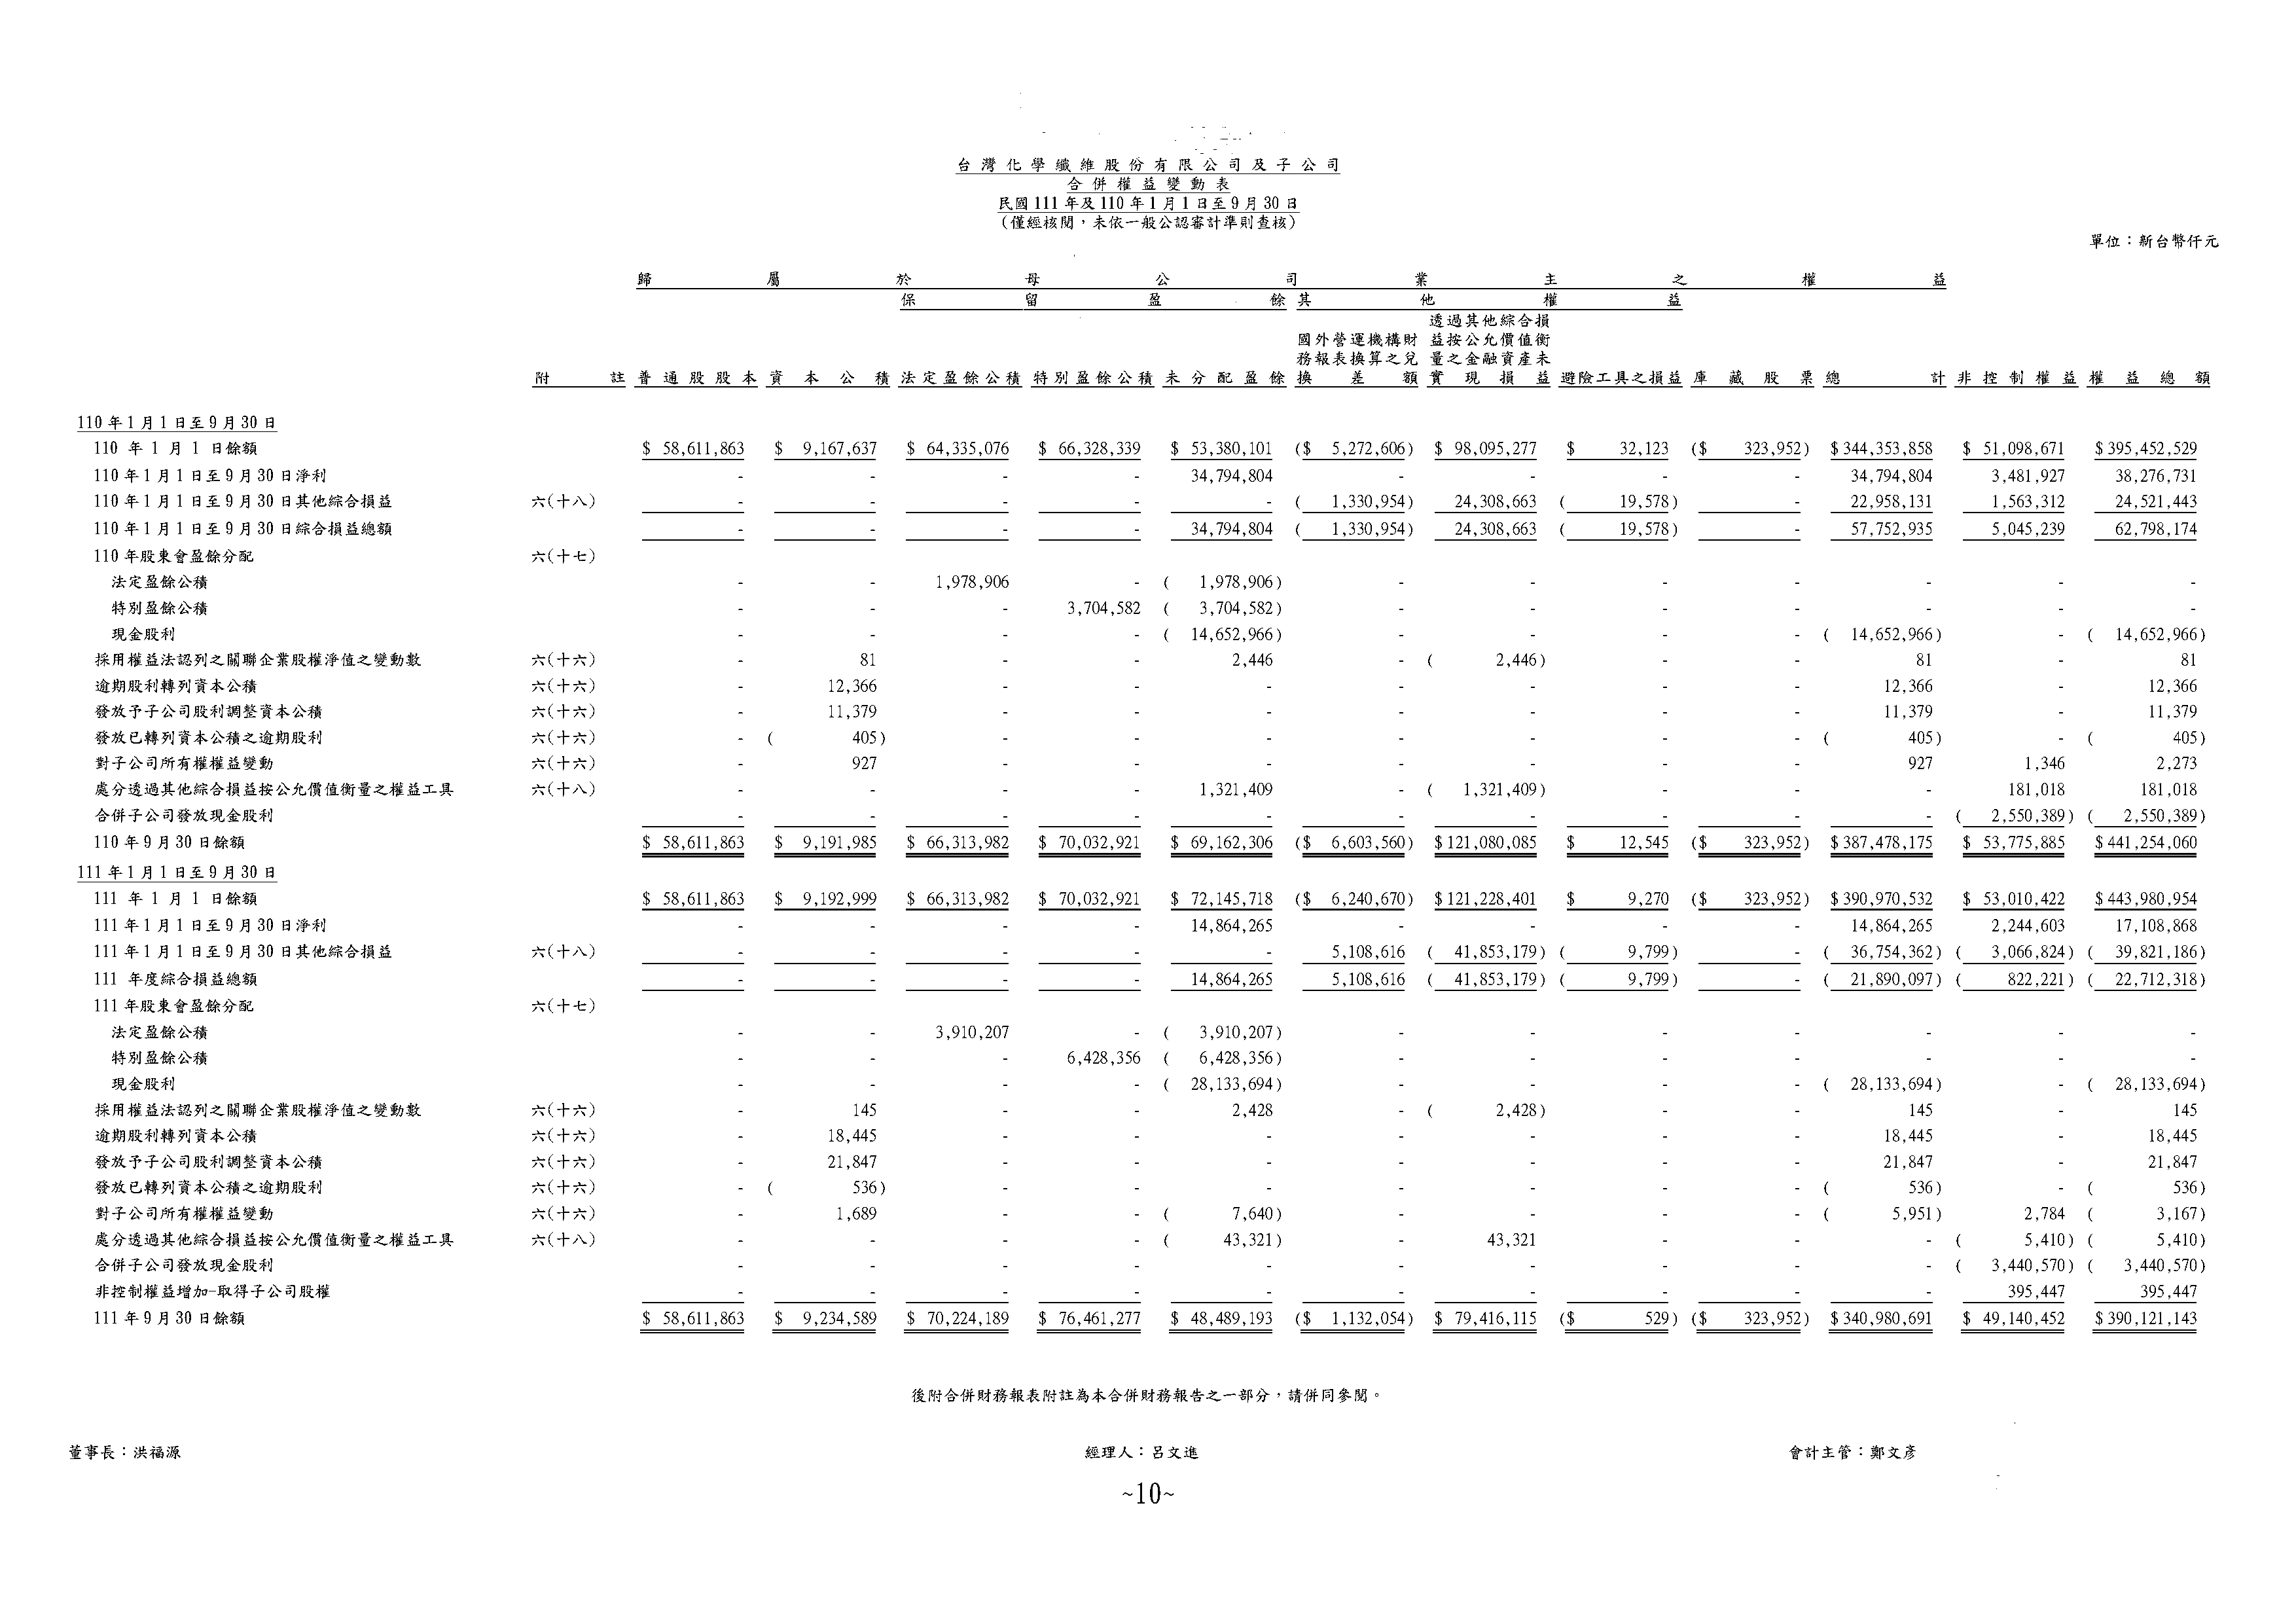 台灣化學纖維股份有限公司及子公司
合併權益變動表
民國111年及110年1月1日至9月30日
（僅經核閱，未依一般公認審計準則查核）
單位：新台幣仟元
歸屬於母公司業主之權益
保留盈餘 其他權益
透過其他綜合損
國外營運機構財 益按公允價值衡
務報表換算之兌 量之金融資產未
附註 普通股股本 資本公積 法定盈餘公積 特別盈餘公積 未分配盈餘 換差額 實現損益 避險工具之損益 庫藏股票 總計 非控制權益 權益總額
110年1月1日至9月30日
110年1月1日餘額 $ 58,611,863 $ 9,167,637 $ 64,335,076 $ 66,328,339 $ 53,380,101 ($ 5,272,606) $ 98,095,277 $ 32,123 ($ 323,952) $ 344,353,858 $ 51,098,671 $ 395,452,529
110年1月1日至9月30日淨利 - - - - 34,794,804 - - - - 34,794,804 3,481,927 38,276,731
110年1月1日至9月30日其他綜合損益 六(十八) - - - - - ( 1,330,954) 24,308,663 ( 19,578) - 22,958,131 1,563,312 24,521,443
110年1月1日至9月30日綜合損益總額 - - - - 34,794,804 ( 1,330,954) 24,308,663 ( 19,578) - 57,752,935 5,045,239 62,798,174
110年股東會盈餘分配 六(十七)
法定盈餘公積 - - 1,978,906 - ( 1,978,906) - - - - - - -
特別盈餘公積 - - - 3,704,582 ( 3,704,582) - - - - - - -
現金股利 - - - - ( 14,652,966) - - - - ( 14,652,966) - ( 14,652,966)
採用權益法認列之關聯企業股權淨值之變動數 六(十六) - 81 - - 2,446 - ( 2,446) - - 81 - 81
逾期股利轉列資本公積 六(十六) - 12,366 - - - - - - - 12,366 - 12,366
發放予子公司股利調整資本公積 六(十六) - 11,379 - - - - - - - 11,379 - 11,379
發放已轉列資本公積之逾期股利 六(十六) - ( 405) - - - - - - - ( 405) - ( 405)
對子公司所有權權益變動 六(十六) - 927 - - - - - - - 927 1,346 2,273
處分透過其他綜合損益按公允價值衡量之權益工具 六(十八) - - - - 1,321,409 - ( 1,321,409) - - - 181,018 181,018
合併子公司發放現金股利 - - - - - - - - - - ( 2,550,389) ( 2,550,389)
110年9月30日餘額 $ 58,611,863 $ 9,191,985 $ 66,313,982 $ 70,032,921 $ 69,162,306 ($ 6,603,560) $ 121,080,085 $ 12,545 ($ 323,952) $ 387,478,175 $ 53,775,885 $ 441,254,060
111年1月1日至9月30日
111年1月1日餘額 $ 58,611,863 $ 9,192,999 $ 66,313,982 $ 70,032,921 $ 72,145,718 ($ 6,240,670) $ 121,228,401 $ 9,270 ($ 323,952) $ 390,970,532 $ 53,010,422 $ 443,980,954
111年1月1日至9月30日淨利 - - - - 14,864,265 - - - - 14,864,265 2,244,603 17,108,868
111年1月1日至9月30日其他綜合損益 六(十八) - - - - - 5,108,616 ( 41,853,179) ( 9,799) - ( 36,754,362) ( 3,066,824) ( 39,821,186)
111 年度綜合損益總額 - - - - 14,864,265 5,108,616 ( 41,853,179) ( 9,799) - ( 21,890,097) ( 822,221) ( 22,712,318)
111年股東會盈餘分配 六(十七)
法定盈餘公積 - - 3,910,207 - ( 3,910,207) - - - - - - -
特別盈餘公積 - - - 6,428,356 ( 6,428,356) - - - - - - -
現金股利 - - - - ( 28,133,694) - - - - ( 28,133,694) - ( 28,133,694)
採用權益法認列之關聯企業股權淨值之變動數 六(十六) - 145 - - 2,428 - ( 2,428) - - 145 - 145
逾期股利轉列資本公積 六(十六) - 18,445 - - - - - - - 18,445 - 18,445
發放予子公司股利調整資本公積 六(十六) - 21,847 - - - - - - - 21,847 - 21,847
發放已轉列資本公積之逾期股利 六(十六) - ( 536) - - - - - - - ( 536) - ( 536)
對子公司所有權權益變動 六(十六) - 1,689 - - ( 7,640) - - - - ( 5,951) 2,784 ( 3,167)
處分透過其他綜合損益按公允價值衡量之權益工具 六(十八) - - - - ( 43,321) - 43,321 - - - ( 5,410) ( 5,410)
合併子公司發放現金股利 - - - - - - - - - - ( 3,440,570) ( 3,440,570)
非控制權益增加-取得子公司股權 - - - - - - - - - - 395,447 395,447
111年9月30日餘額 $ 58,611,863 $ 9,234,589 $ 70,224,189 $ 76,461,277 $ 48,489,193 ($ 1,132,054) $ 79,416,115 ($ 529) ($ 323,952) $ 340,980,691 $ 49,140,452 $ 390,121,143
後附合併財務報表附註為本合併財務報告之一部分，請併同參閱。
董事長：洪福源 經理人：呂文進 會計主管：鄭文彥
~10~